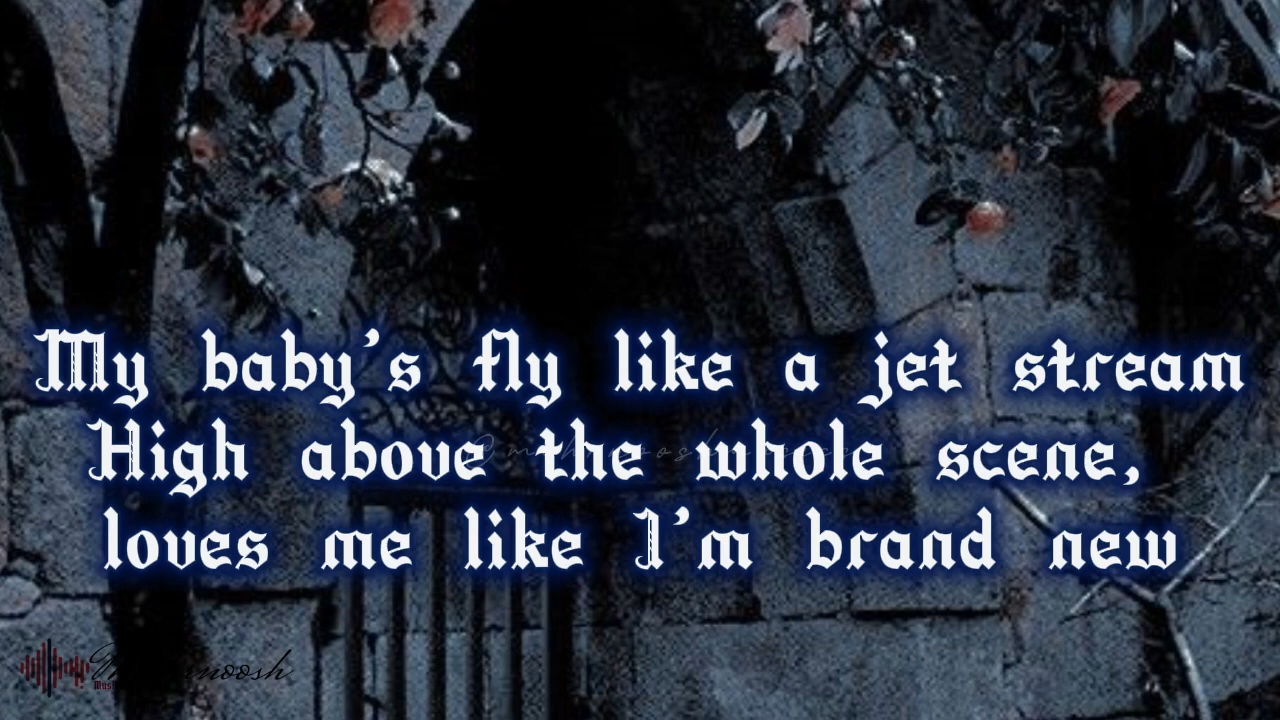 My baby's fly like a jet stream
High above the whole scene,
loves me like I'm brand new